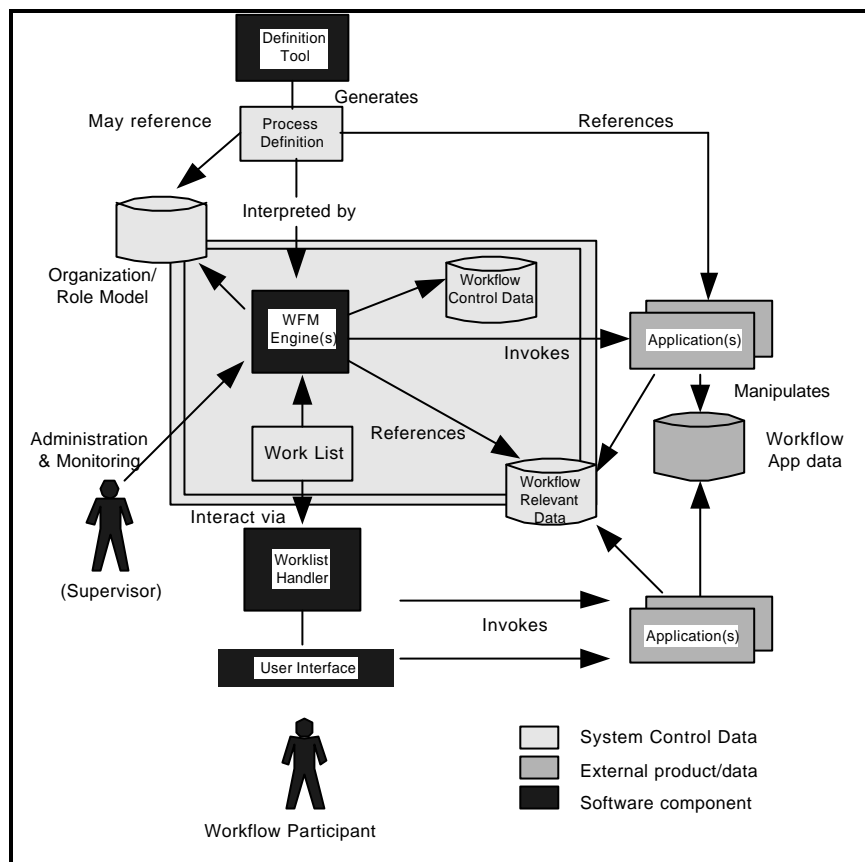 Definition
Tool
Generates
May reference
Process
Definition
References
Interpreted by
Organization/
Role Model
Workflow
Control Data
WFM
Engine(s)
Invokes
Application(s)
Manipulates
Administration
& Monitoring
References
Work List
Workflow
App data
Workflow
Relevant
Data
Interact via
(Supervisor)
Worklist
Handler
Invokes
Application(s)
User Interface
System Control Data
External product/data
Software component
Workflow Participant